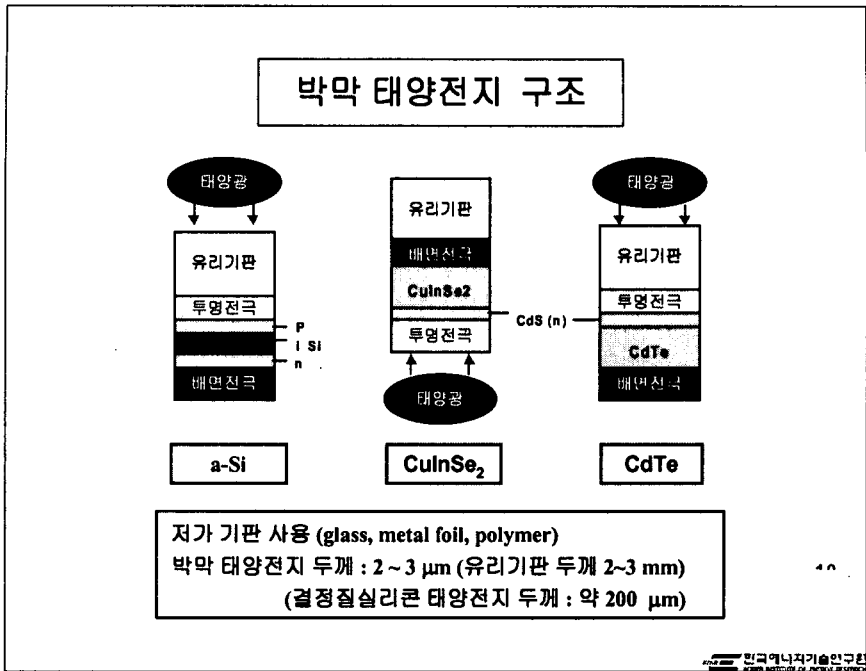 박막 태양전지 구조
태양광
유리기판
투명전극
P
i Si
n
배면전극
a-Si
유리기판
배면전극
CuInSe2
투명전극
태양광
CuInSe₂
CdS (n)
태양광
유리기판
투명전극
CdTe
배면전극
CdTe
저가 기판 사용 (glass, metal foil, polymer)
박막 태양전지 두께 : 2 ~ 3 μm (유리기판 두께 2~3 mm)
(결정질실리콘 태양전지 두께 : 약 200 μm)
한국에너지기술연구원